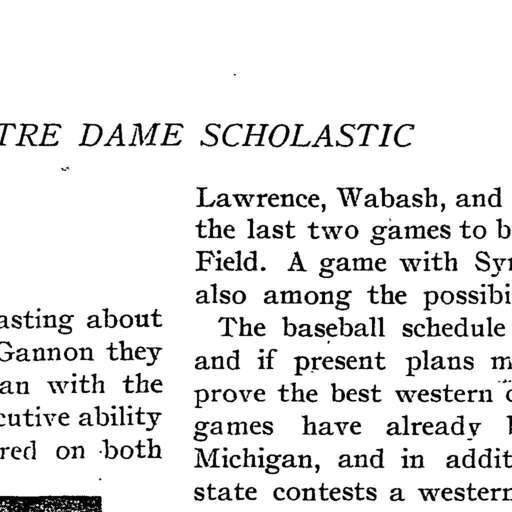 TRE DAME SCHOLASTIC
asting about
Gannon they
an with the
cutive ability
red on both
Lawrence, Wabash, and
the last two games to b
Field. A game with Syr
also among the possibi
The baseball schedule
and if present plans m
prove the best western
games have already
Michigan, and in addit
state contests a western